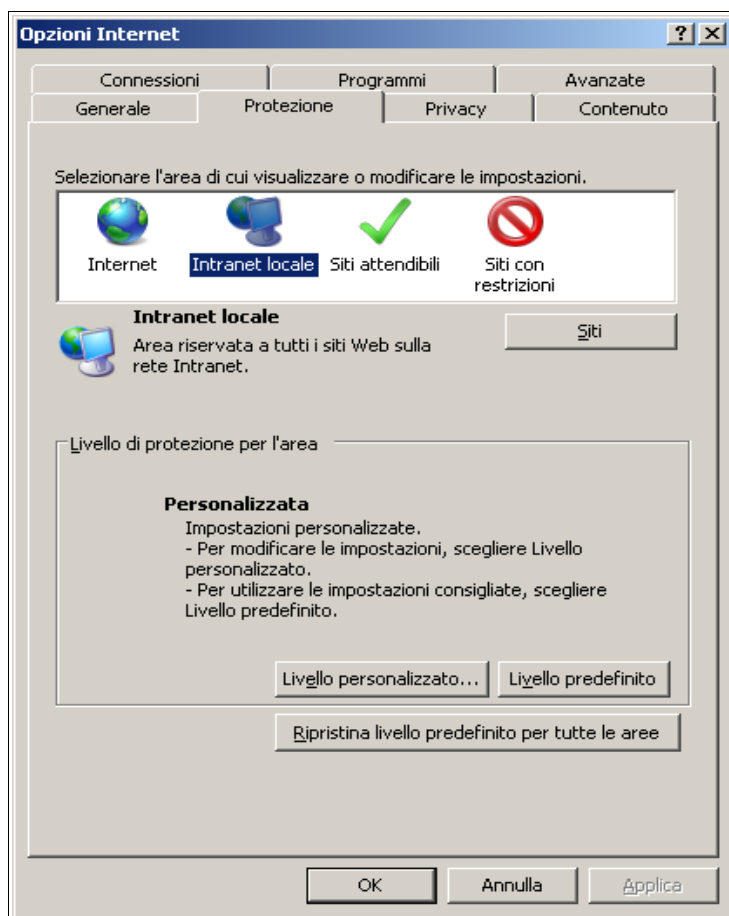 Opzioni Internet
Connessioni Programmi Avanzate
Generale Protezione Privacy Contenuto
Selezionare l'area di cui visualizzare o modificare le impostazioni.
Internet Intranet locale Siti attendibili Siti con
restrizioni
Intranet locale
Siti
Area riservata a tutti i siti Web sulla
rete Intranet.
Livello di protezione per l'area
Personalizzata
Impostazioni personalizzate.
- Per modificare le impostazioni, scegliere Livello
personalizzato.
- Per utilizzare le impostazioni consigliate, scegliere
Livello predefinito.
Livello personalizzato... Livello predefinito
Ripristina livello predefinito per tutte le aree
OK Annulla Applica